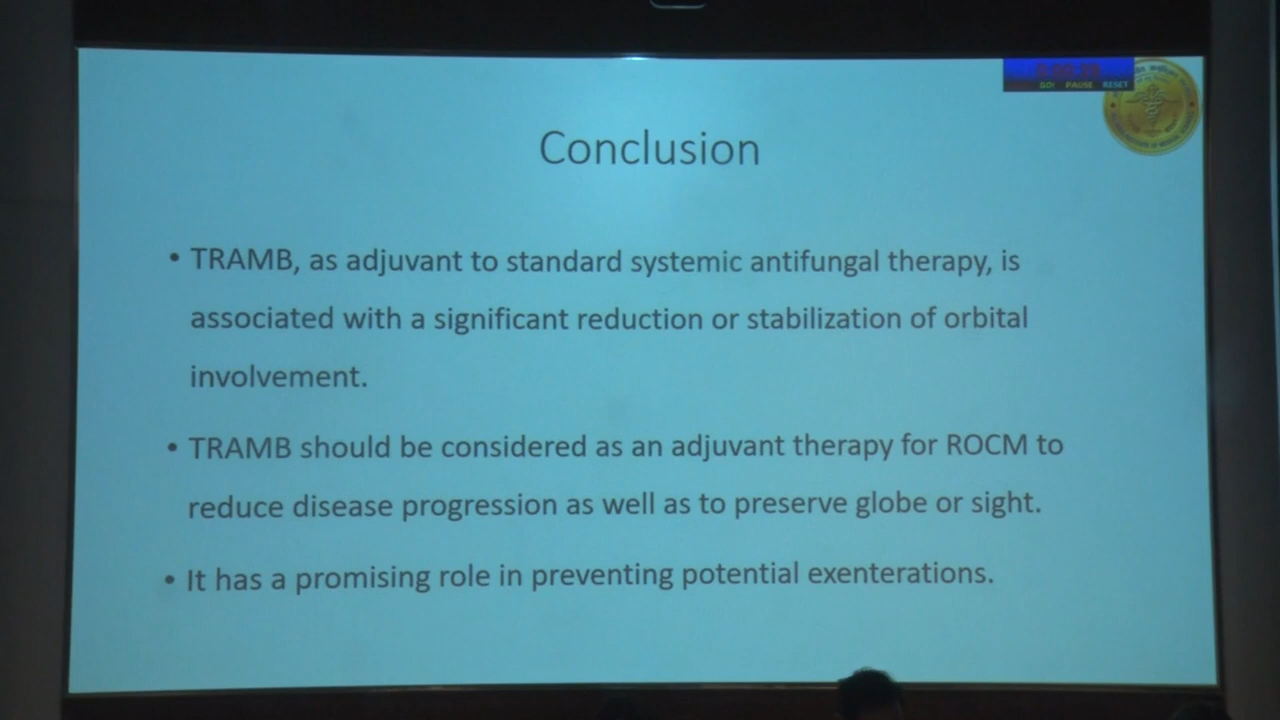 GO! PAUSE RESET
Conclusion
• TRAMB, as adjuvant to standard systemic antifungal therapy, is
associated with a significant reduction or stabilization of orbital
involvement.
• TRAMB should be considered as an adjuvant therapy for ROCM to
reduce disease progression as well as to preserve globe or sight.
• It has a promising role in preventing potential exenterations.